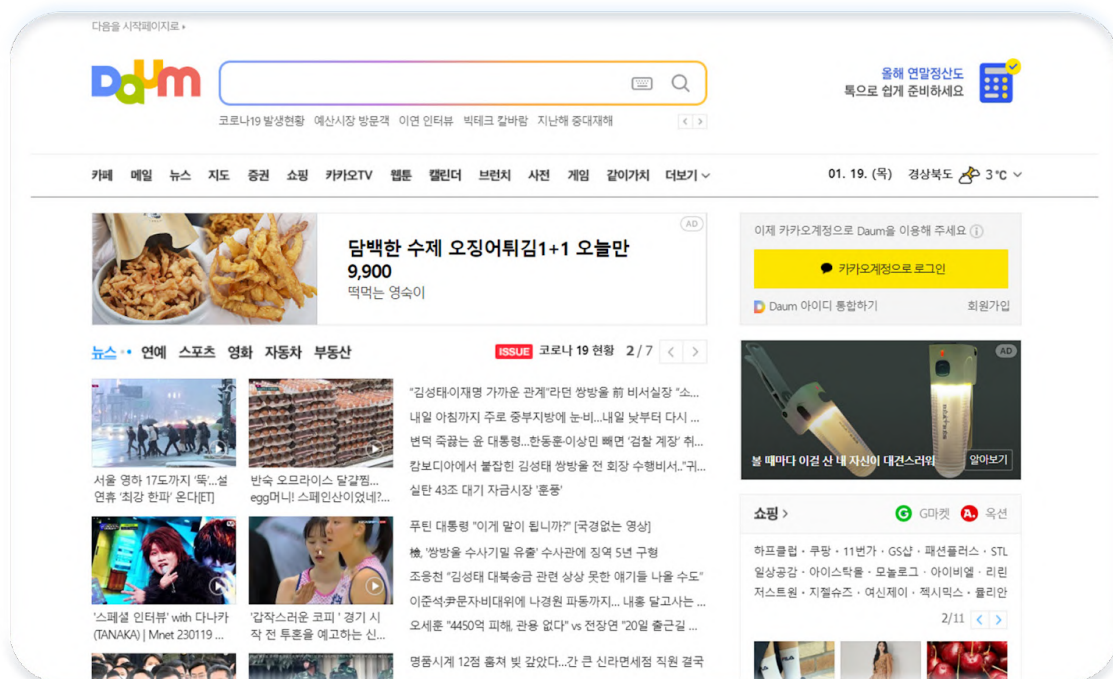 다음을 시작페이지로
Daum
올해 연말정산도
톡으로 쉽게 준비하세요
코로나19 발생현황 예산시장 방문객 이연 인터뷰 빅테크 칼바람 지난해 중대재해
카페 메일 뉴스 지도 증권 쇼핑 카카오TV 웹툰 캘린더 브런치 사전 게임 같이가치 더보기
01. 19. (목) 경상북도 3°C
AD
담백한 수제 오징어튀김1+1 오늘만
9,900
떡먹는 영숙이
이제 카카오계정으로 Daum을 이용해 주세요
카카오계정으로 로그인
Daum 아이디 통합하기 회원가입
뉴스 연예 스포츠 영화 자동차 부동산
ISSUE 코로나 19 현황 2 / 7
서울 영하 17도까지 '뚝'...설
연휴 '최강 한파' 온다[ET]
반숙 오므라이스 달걀찜...
egg머니! 스페인산이었네?...
"김성태·이재명 가까운 관계"라던 쌍방울 前 비서실장 "소...
내일 아침까지 주로 중부지방에 눈·비...내일 낮부터 다시 ...
변덕 죽끓는 윤 대통령...한동훈·이상민 빼면 '검찰 계장' 취...
캄보디아에서 붙잡힌 김성태 쌍방울 전 회장 수행비서.."귀...
실탄 43조 대기 자금시장 '훈풍'
푸틴 대통령 "이게 말이 됩니까?" [국경없는 영상]
檢, '쌍방울 수사기밀 유출' 수사관에 징역 5년 구형
조응천 "김성태 대북송금 관련 상상 못한 얘기들 나올 수도"
이준석·尹문자·비대위에 나경원 파동까지... 내홍 달고사는 ...
오세훈 "4450억 피해, 관용 없다" vs 전장연 "20일 출근길 ...
명품시계 12점 훔쳐 빚 갚았다...간 큰 신라면세점 직원 결국
'스페셜 인터뷰' with 다나카
(TANAKA) | Mnet 230119 ...
'갑작스러운 코피 ' 경기 시
작 전 투혼을 예고하는 신...
AD
볼 때마다 이걸 산 내 자신이 대견스러워 알아보기
쇼핑 G마켓 A. 옥션
하프클럽 · 쿠팡 · 11번가 · GS샵 · 패션플러스 · STL
일상공감 · 아이스탁몰 · 모놀로그 · 아이비엘 · 리린
저스트원 · 지젤슈즈 · 여신제이 · 젝시믹스 · 플리안
2/11
FILA